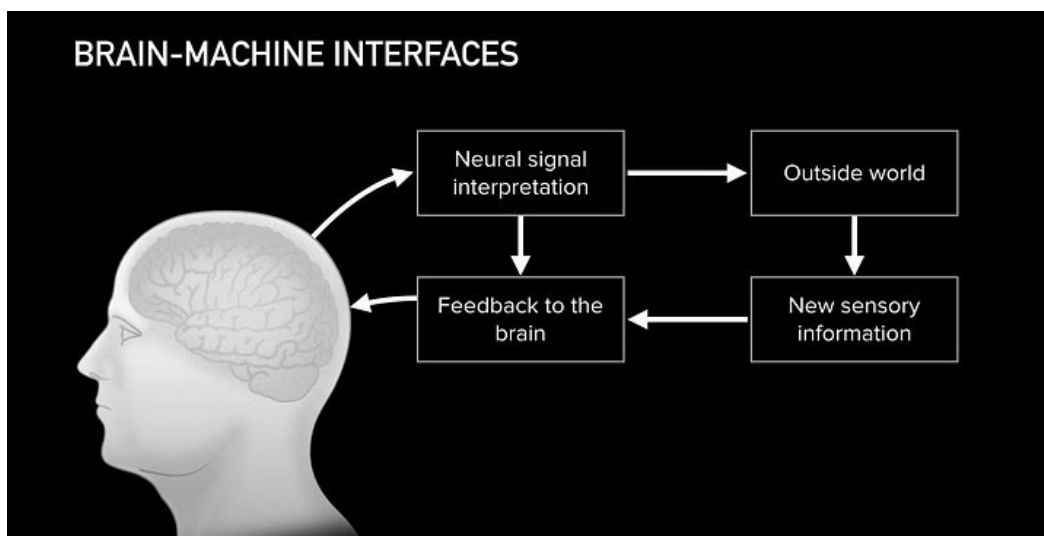 BRAIN-MACHINE INTERFACES
Neural signal
interpretation
Outside world
Feedback to the
brain
New sensory
information